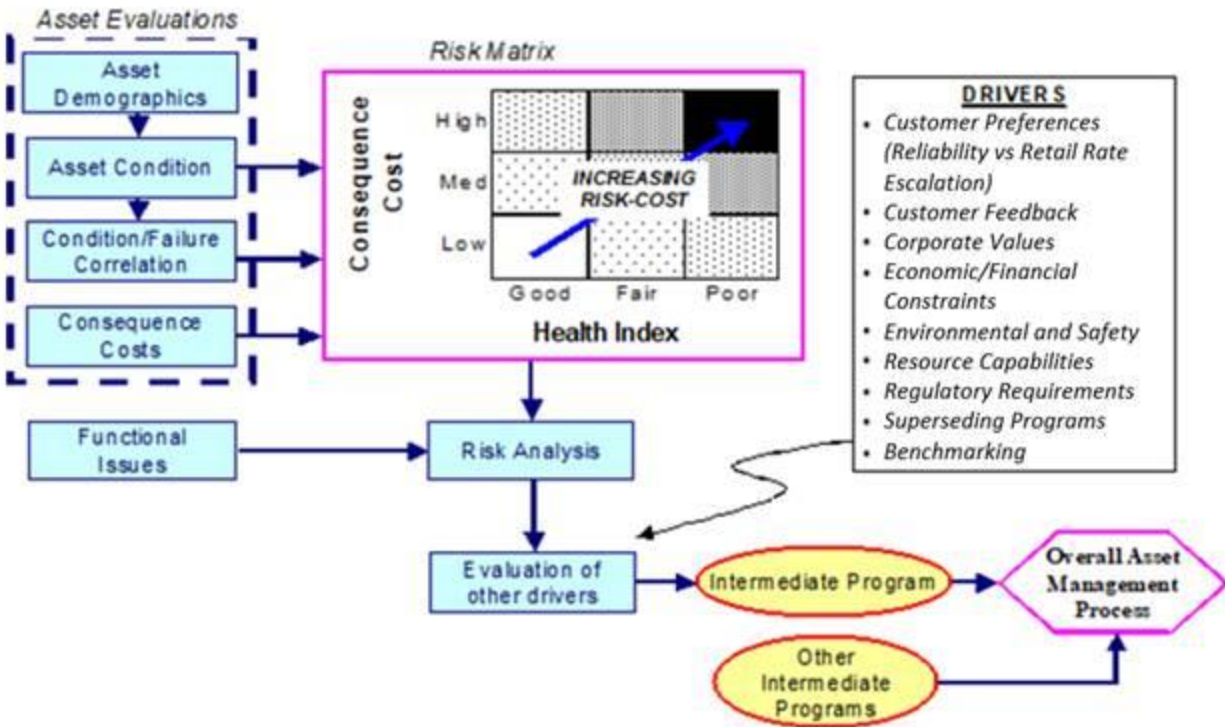 Asset Evaluations
Asset
Demographics
Asset Condition
Condition/Failure
Correlation
Consequence
Costs
Functional
Issues
Risk Matrix
Consequence
Cost
High
Med
Low
INCREASING
RISK-COST
Good Fair Poor
Health Index
Risk Analysis
Evaluation of
other drivers
DRIVERS
• Customer Preferences
(Reliability vs Retail Rate
Escalation)
• Customer Feedback
• Corporate Values
• Economic/Financial
Constraints
• Environmental and Safety
• Resource Capabilities
• Regulatory Requirements
• Superseding Programs
• Benchmarking
Intermediate Program
Other
Intermediate
Programs
Overall Asset
Management
Process